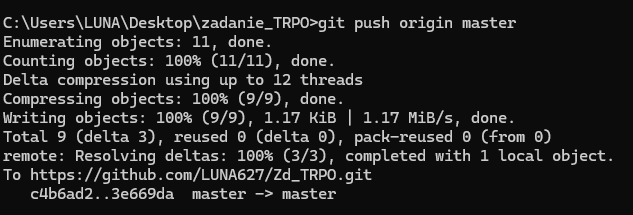 C:\Users\LUNA\Desktop\zadanie_TRPO>git push origin master
Enumerating objects: 11, done.
Counting objects: 100% (11/11), done.
Delta compression using up to 12 threads
Compressing objects: 100% (9/9), done.
Writing objects: 100% (9/9), 1.17 KiB | 1.17 MiB/s, done.
Total 9 (delta 3), reused 0 (delta 0), pack-reused 0 (from 0)
remote: Resolving deltas: 100% (3/3), completed with 1 local object.
To https://github.com/LUNA627/Zd_TRPO.git
   c4b6ad2..3e669da  master -> master